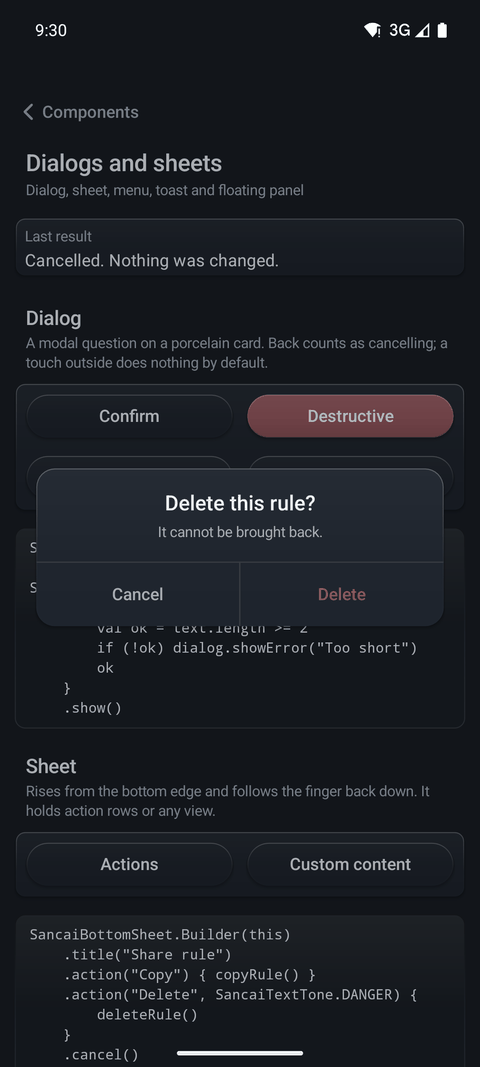 9:30
3G
Components
Dialogs and sheets
Dialog, sheet, menu, toast and floating panel
Last result
Cancelled. Nothing was changed.
Dialog
A modal question on a porcelain card. Back counts as cancelling; a
touch outside does nothing by default.
Confirm
Destructive
Delete this rule?
It cannot be brought back.
Cancel
Delete
S
S
val ok = text.length >= 2
if (!ok) dialog.showError("Too short")
ok
}
.show()
Sheet
Rises from the bottom edge and follows the finger back down. It
holds action rows or any view.
Actions
Custom content
SancaiBottomSheet.Builder(this)
.title("Share rule")
.action("Copy") { copyRule() }
.action("Delete", SancaiTextTone.DANGER) {
deleteRule()
}
.cancel()